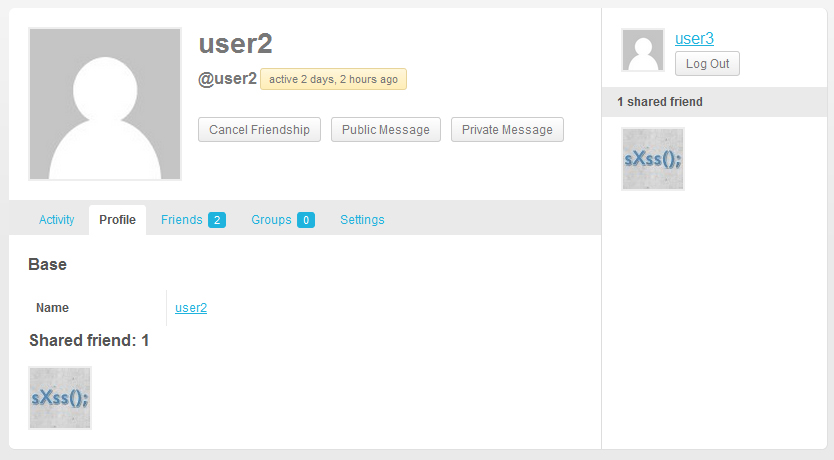 user2
@user2 active 2 days, 2 hours ago
Cancel Friendship Public Message Private Message
Activity Profile Friends 2 Groups 0 Settings
Base
Name user2
Shared friend: 1
sXss();
user3
Log Out
1 shared friend
sXss();